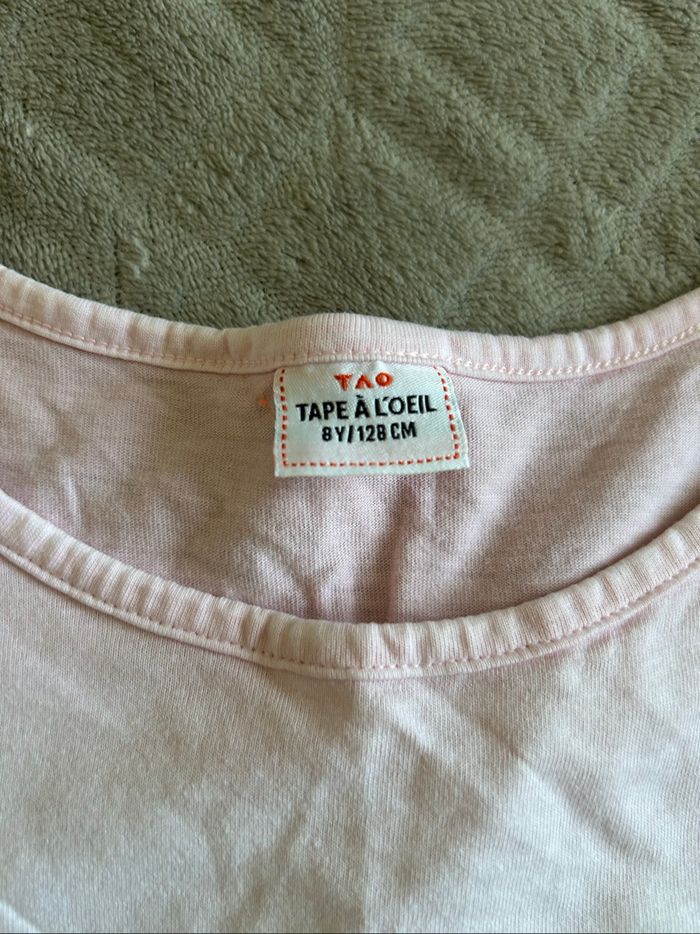 TAO
TAPE À L'OEIL
8Y/128 CM